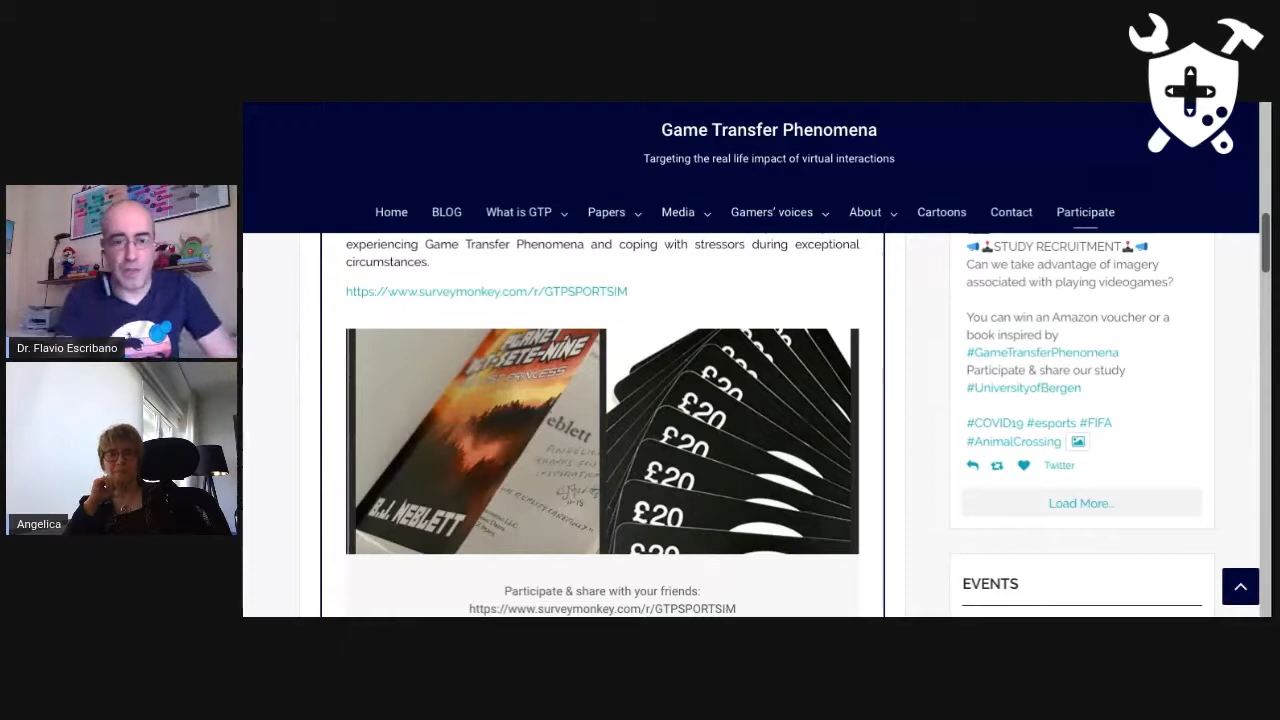 Game Transfer Phenomena
Targeting the real life impact of virtual interactions
Home BLOG What is GTP Papers Media Gamers' voices About Cartoons Contact Participate
experiencing Game Transfer Phenomena and coping with stressors during exceptional
circumstances.
https://www.surveymonkey.com/r/GTPSPORTSIM
B.J. NEBLETT
eblett
£20
£20
£20
£20
£20
£20
Participate & share with your friends:
https://www.surveymonkey.com/r/GTPSPORTSIM
STUDY RECRUITMENT
Can we take advantage of imagery
associated with playing videogames?
You can win an Amazon voucher or a
book inspired by
#GameTransferPhenomena
Participate & share our study
#UniversityofBergen
#COVID19 #esports #FIFA
#AnimalCrossing
Twitter
Load More...
EVENTS
Dr. Flavio Escribano
Angelica